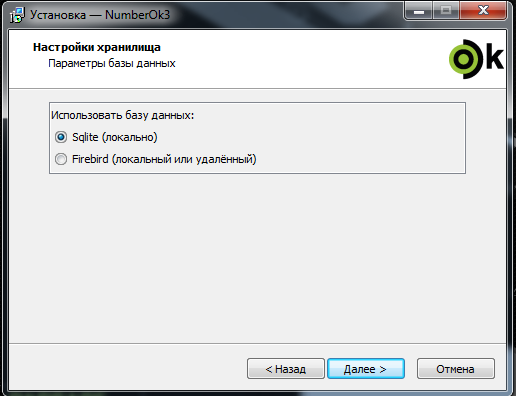 Установка — NumberOk3
Настройки хранилища
Параметры базы данных
Ok
Использовать базу данных:
Sqlite (локально)
Firebird (локальный или удалённый)
< Назад
Далее >
Отмена